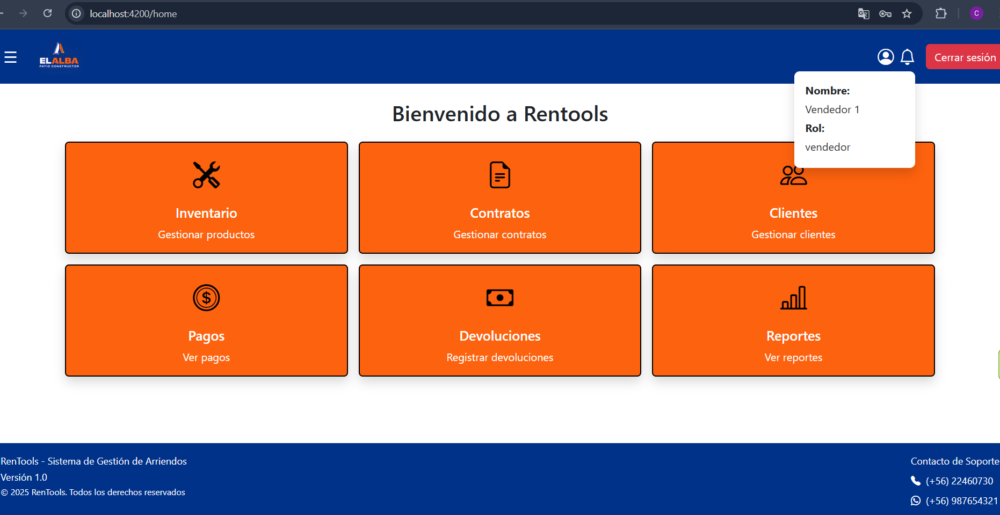 localhost:4200/home
C
ELALBA
PATIO CONSTRUCTOR
Cerrar sesión
Nombre:
Vendedor 1
Rol:
vendedor
Bienvenido a Rentools
Inventario
Gestionar productos
Contratos
Gestionar contratos
Clientes
Gestionar clientes
$
Pagos
Ver pagos
Devoluciones
Registrar devoluciones
Reportes
Ver reportes
RenTools - Sistema de Gestión de Arriendos
Versión 1.0
© 2025 RenTools. Todos los derechos reservados
Contacto de Soporte
(+56) 22460730
(+56) 987654321